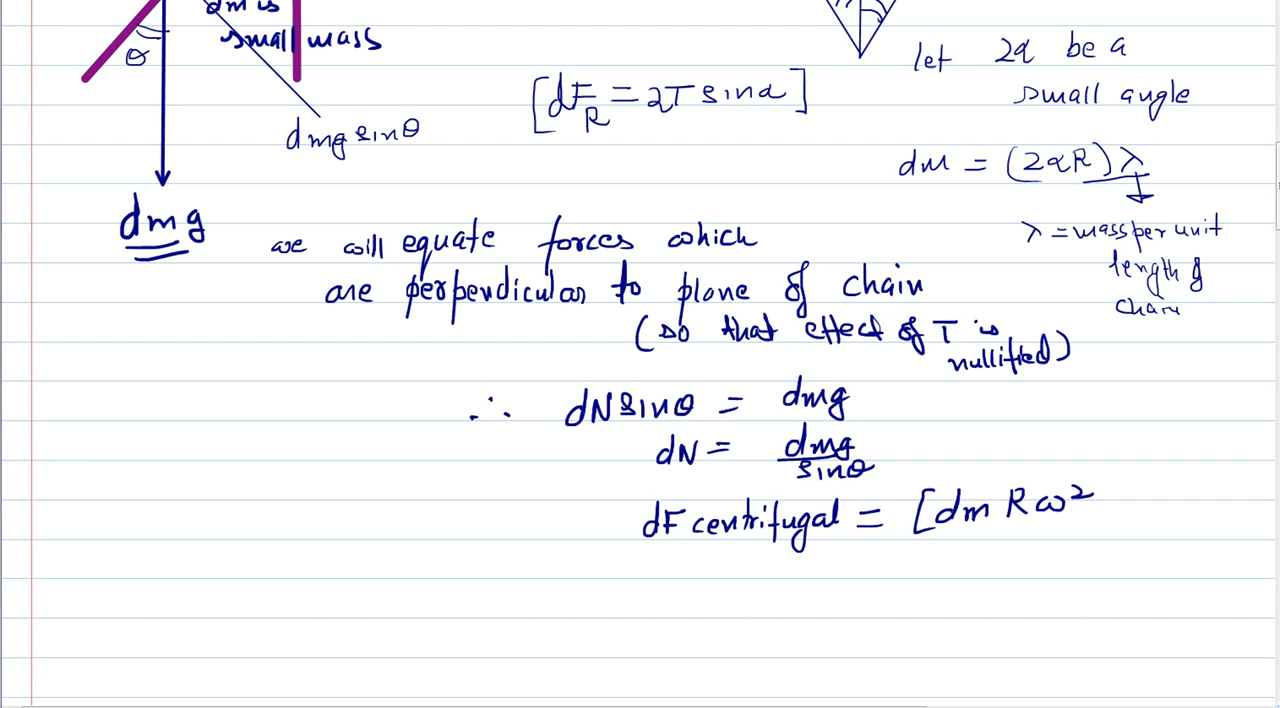 dm is
small mass
θ
dmg sinθ
dmg
[dF_R = 2T sinα]
let 2α be a
small angle
dm = (2αR)λ
λ = mass per unit
length of
chain
we will equate forces which
are perpendicular to plane of chain
(so that effect of T is
nullified)
∴ dN sinθ = dmg
dN = dmg/sinθ
dF centrifugal = [dm R ω²